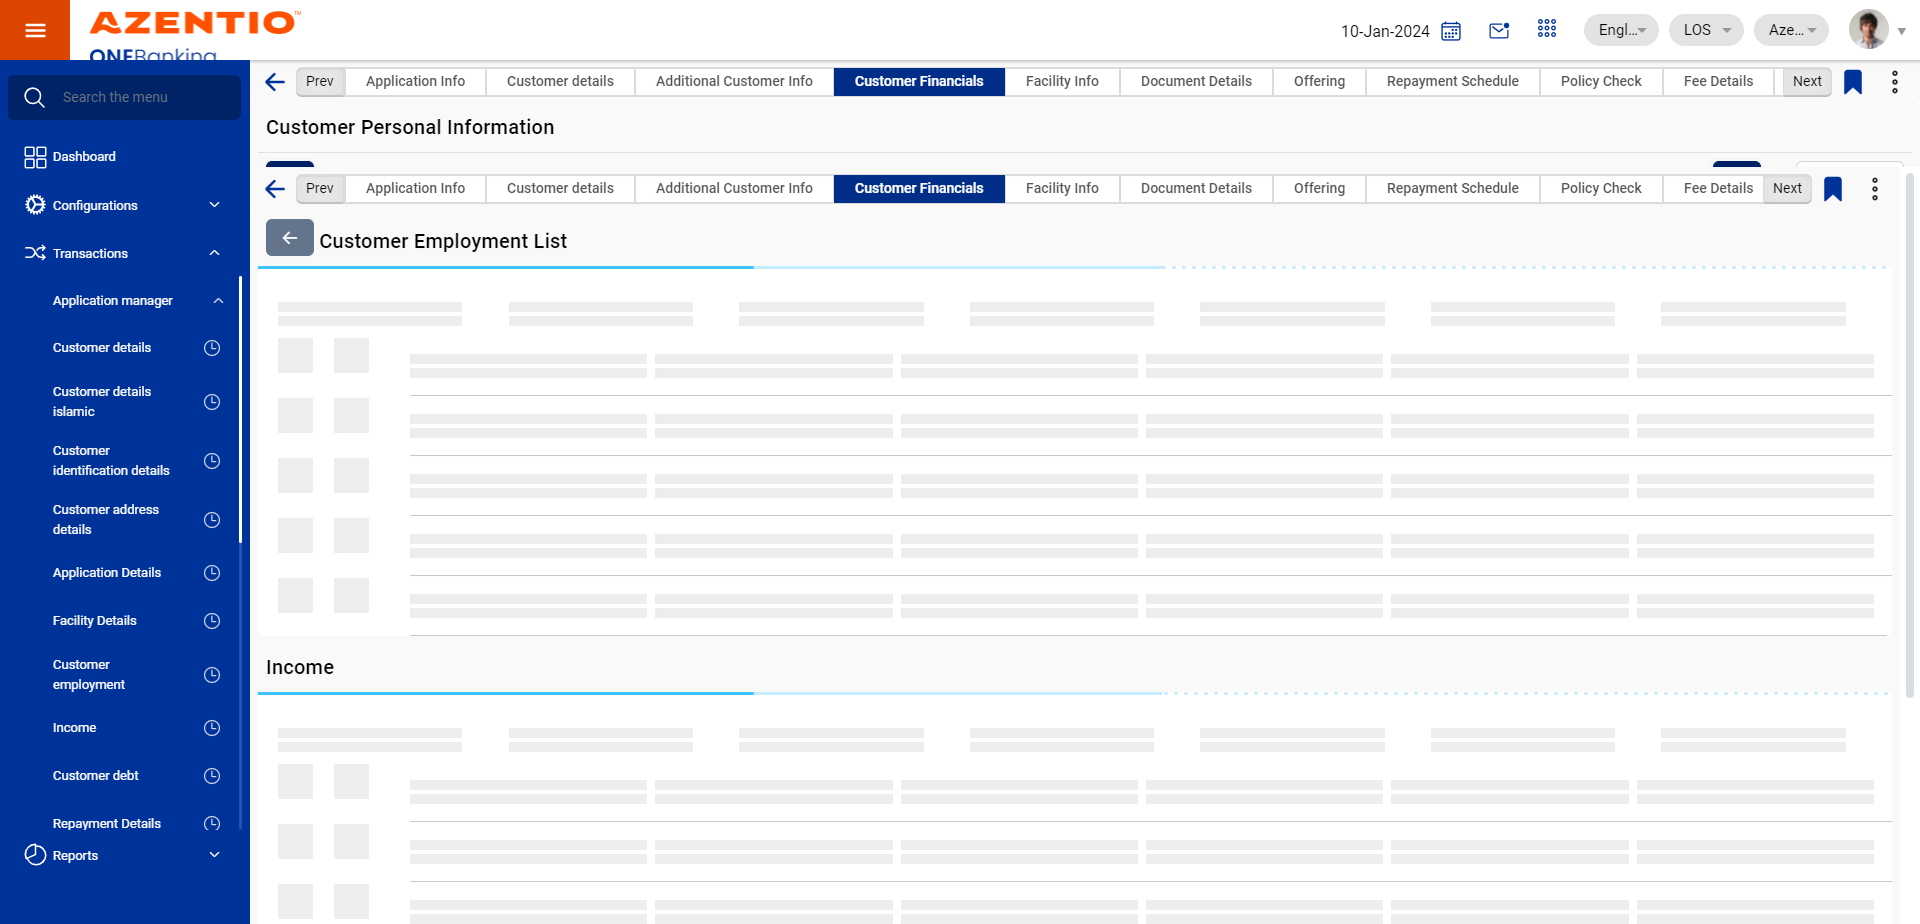 AZENTIO™
ONEBanking
10-Jan-2024
Engl...
LOS
Aze...
Search the menu
Dashboard
Configurations
Transactions
Application manager
Customer details
Customer details
islamic
Customer
identification details
Customer address
details
Application Details
Facility Details
Customer
employment
Income
Customer debt
Repayment Details
Reports
Prev Application Info Customer details Additional Customer Info Customer Financials Facility Info Document Details Offering Repayment Schedule Policy Check Fee Details Next
Customer Personal Information
Prev Application Info Customer details Additional Customer Info Customer Financials Facility Info Document Details Offering Repayment Schedule Policy Check Fee Details Next
Customer Employment List
Income